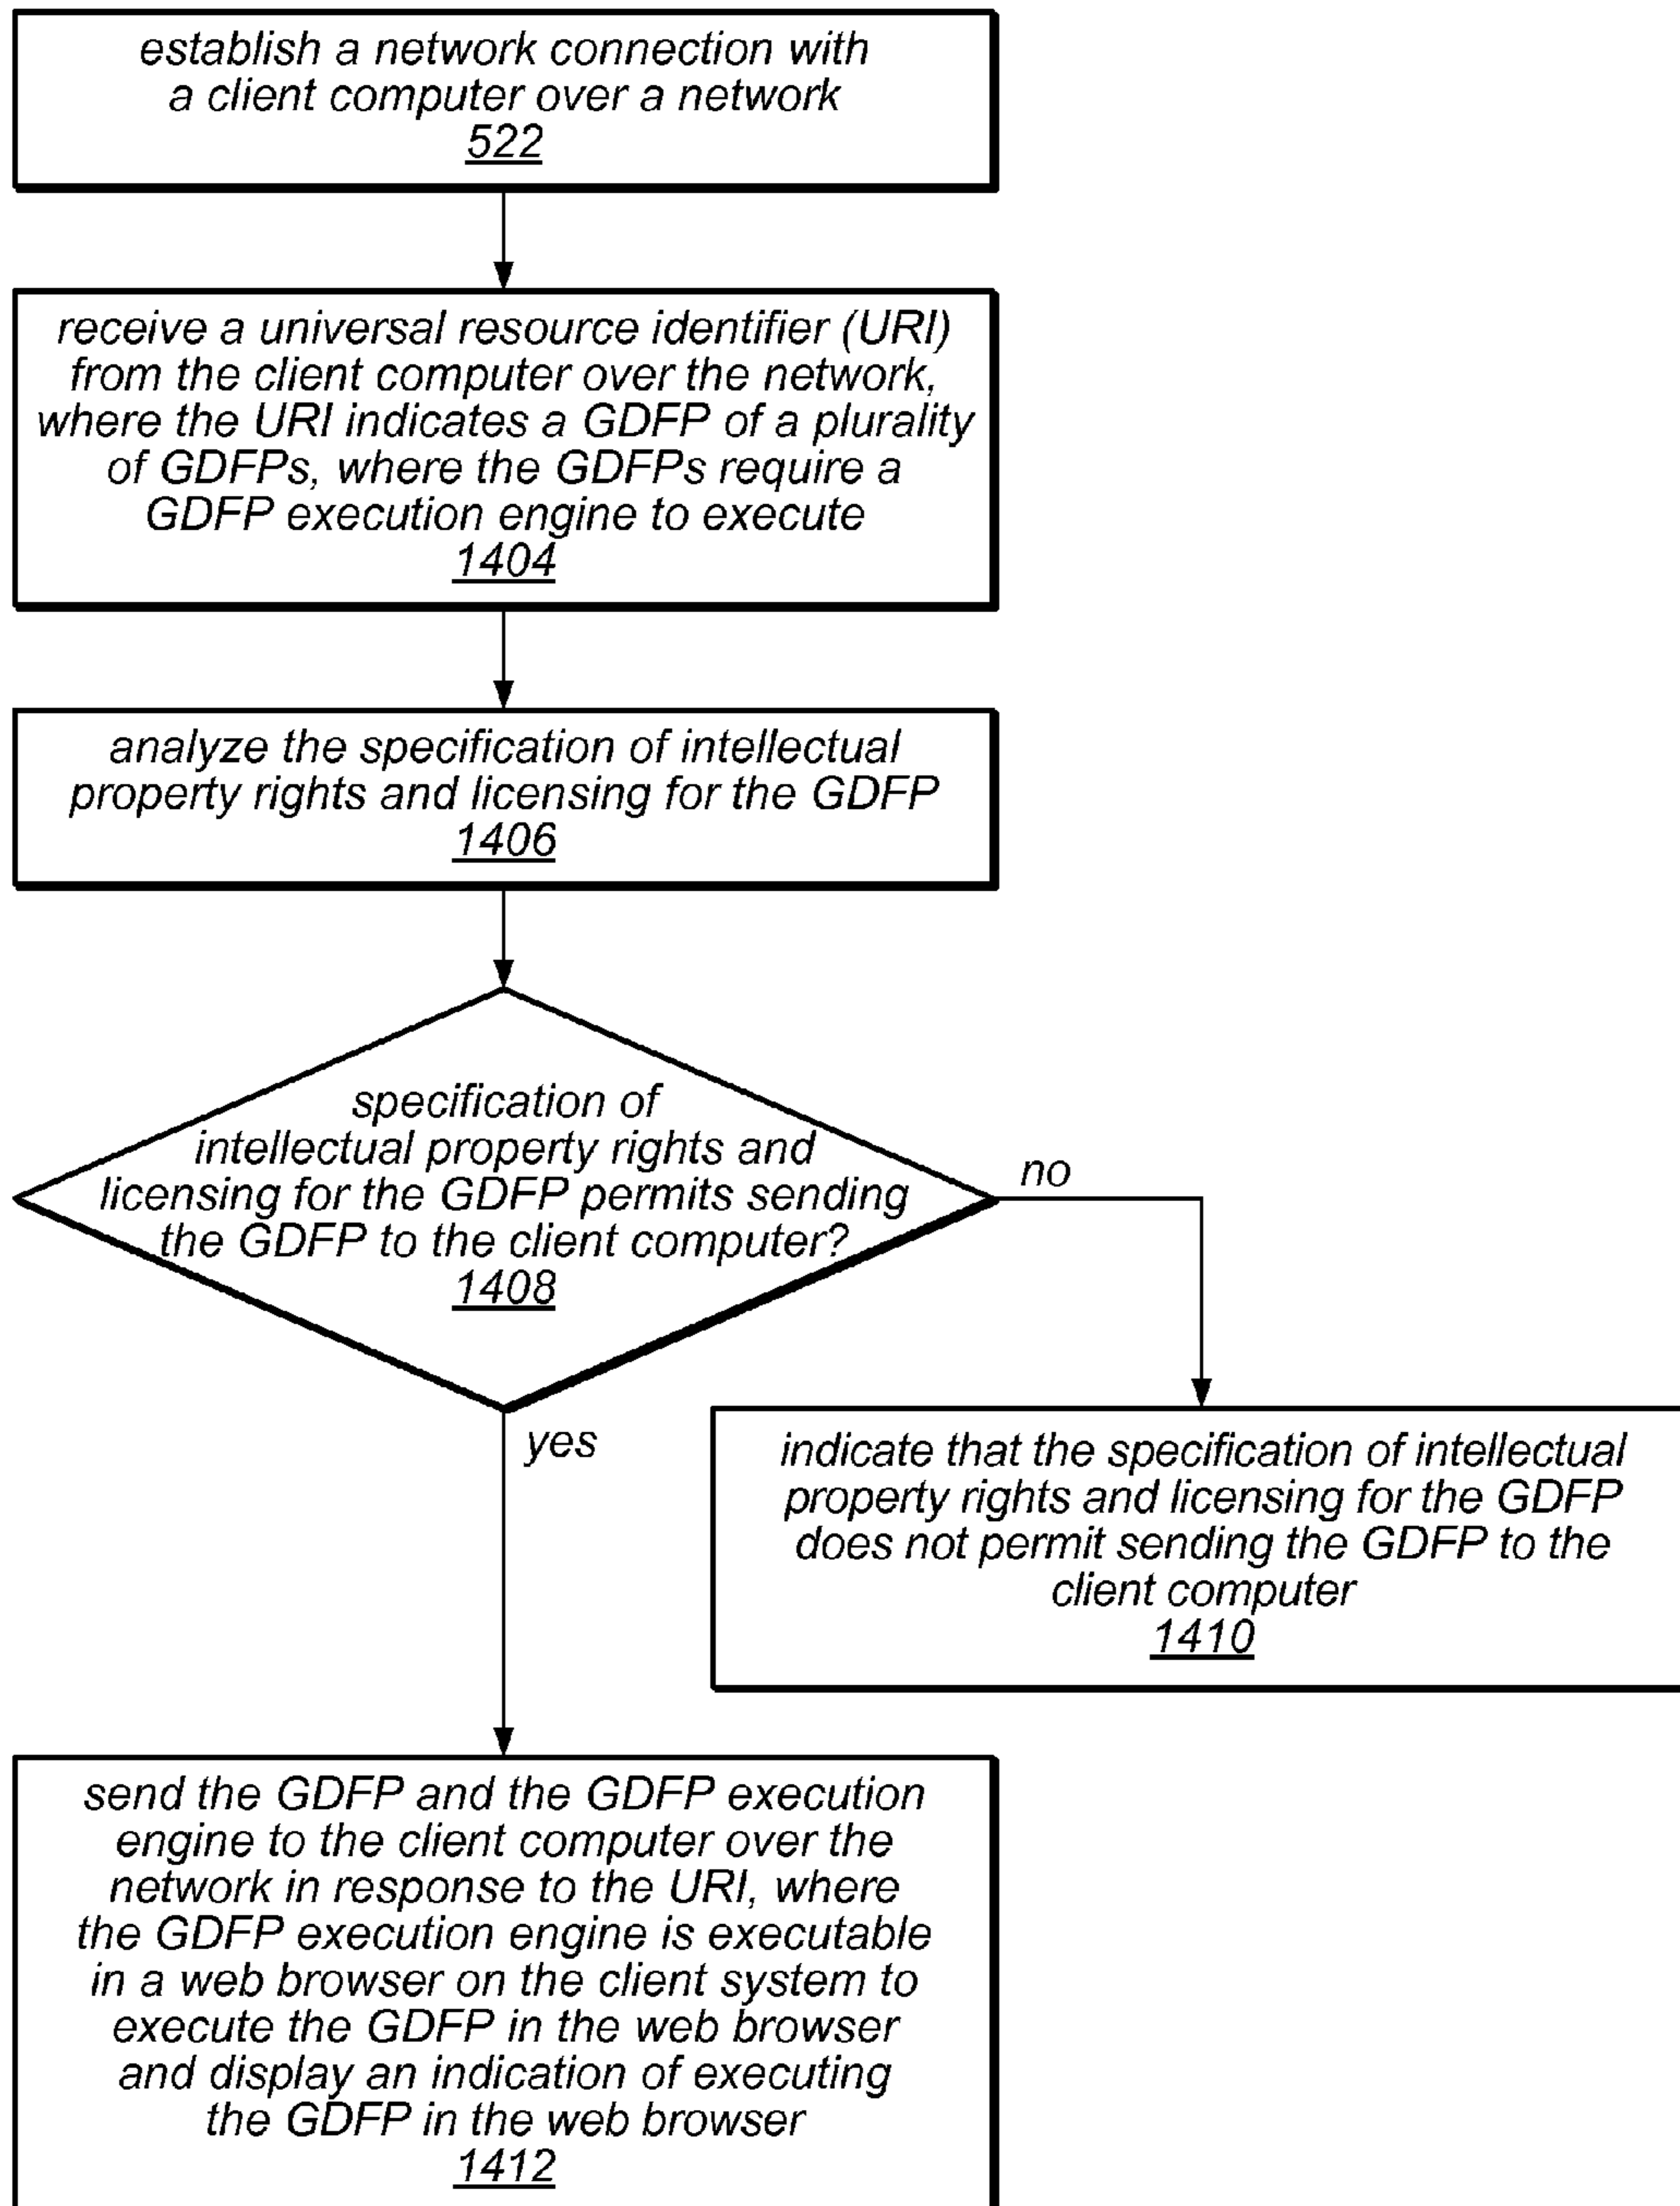 establish a network connection with
a client computer over a network
522
receive a universal resource identifier (URI)
from the client computer over the network,
where the URI indicates a GDFP of a plurality
of GDFPs, where the GDFPs require a
GDFP execution engine to execute
1404
analyze the specification of intellectual
property rights and licensing for the GDFP
1406
specification of
intellectual property rights and
licensing for the GDFP permits sending
the GDFP to the client computer?
1408
no
yes
indicate that the specification of intellectual
property rights and licensing for the GDFP
does not permit sending the GDFP to the
client computer
1410
send the GDFP and the GDFP execution
engine to the client computer over the
network in response to the URI, where
the GDFP execution engine is executable
in a web browser on the client system to
execute the GDFP in the web browser
and display an indication of executing
the GDFP in the web browser
1412